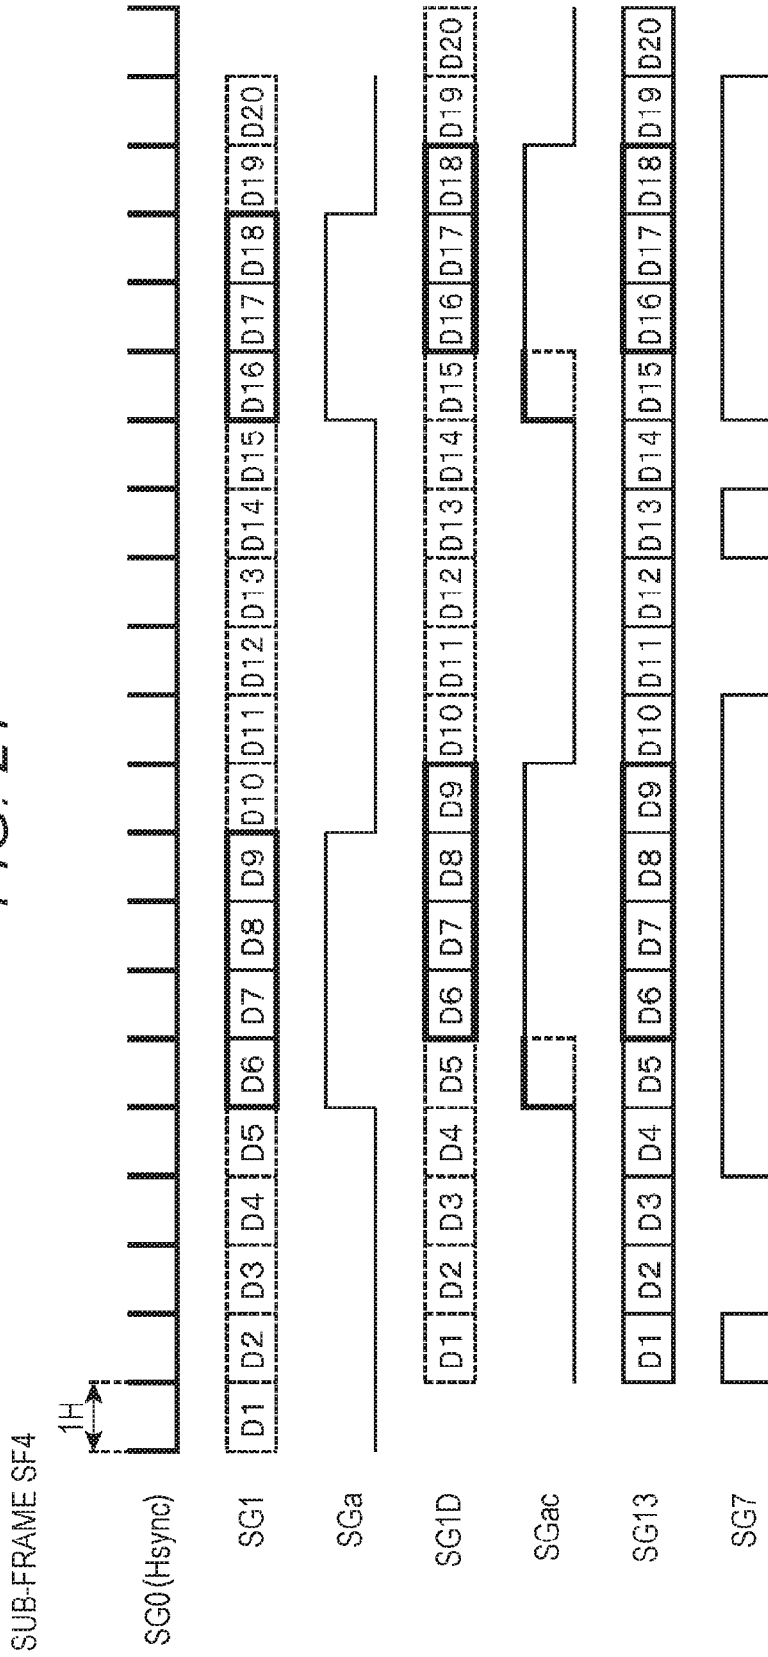 SUB-FRAME SF4
1H
SG0(Hsync)
SG1 D1 D2 D3 D4 D5 D6 D7 D8 D9 D10 D11 D12 D13 D14 D15 D16 D17 D18 D19 D20
SGa
SG1D D1 D2 D3 D4 D5 D6 D7 D8 D9 D10 D11 D12 D13 D14 D15 D16 D17 D18 D19 D20
SGac
SG13 D1 D2 D3 D4 D5 D6 D7 D8 D9 D10 D11 D12 D13 D14 D15 D16 D17 D18 D19 D20
SG7